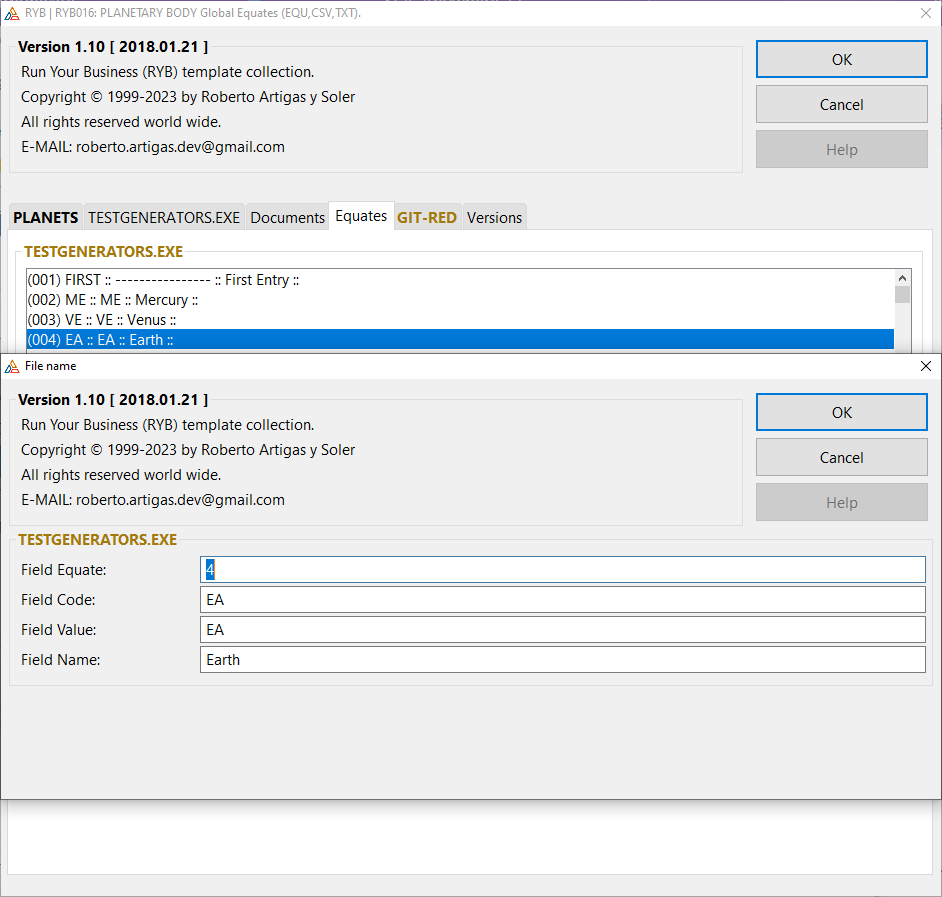 RYB | RYB016: PLANETARY BODY Global Equates (EQU,CSV,TXT).
Version 1.10 [ 2018.01.21 ]
Run Your Business (RYB) template collection.
Copyright © 1999-2023 by Roberto Artigas y Soler
All rights reserved world wide.
E-MAIL: roberto.artigas.dev@gmail.com
OK
Cancel
Help
PLANETS TESTGENERATORS.EXE Documents Equates GIT-RED Versions
TESTGENERATORS.EXE
(001) FIRST :: ---------------- :: First Entry ::
(002) ME :: ME :: Mercury ::
(003) VE :: VE :: Venus ::
(004) EA :: EA :: Earth ::
File name
Version 1.10 [ 2018.01.21 ]
Run Your Business (RYB) template collection.
Copyright © 1999-2023 by Roberto Artigas y Soler
All rights reserved world wide.
E-MAIL: roberto.artigas.dev@gmail.com
OK
Cancel
Help
TESTGENERATORS.EXE
Field Equate: 4
Field Code: EA
Field Value: EA
Field Name: Earth